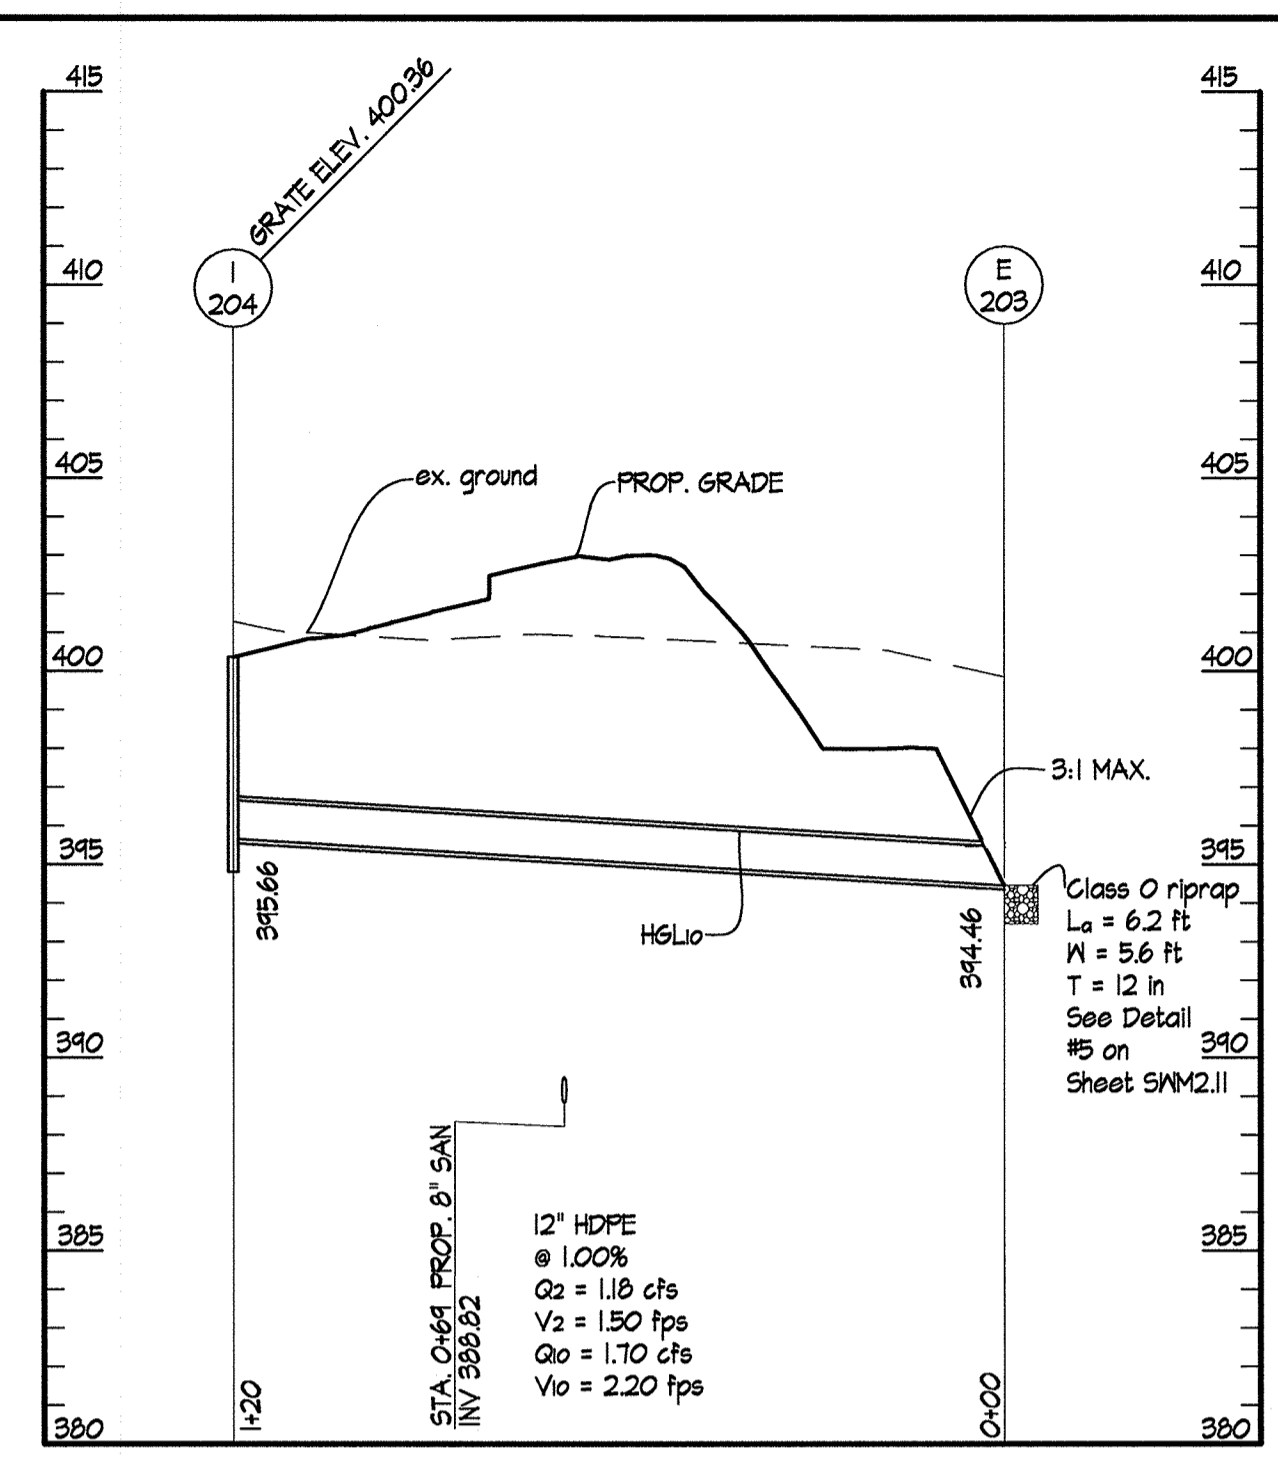 415
415
GRATE ELEV. 400.36
I
204
E
203
410
410
405
405
ex. ground
PROP. GRADE
400
400
3:1 MAX.
395
395
395.66
394.46
HGL10
Class O riprap
La = 6.2 ft
W = 5.6 ft
T = 12 in
See Detail
#5 on
Sheet SWM2.11
390
390
STA. 0+69 PROP. 8" SAN
INV 388.82
12" HDPE
@ 1.00%
Q2 = 1.18 cfs
V2 = 1.50 fps
Q10 = 1.70 cfs
V10 = 2.20 fps
385
385
1+20
0+00
380
380